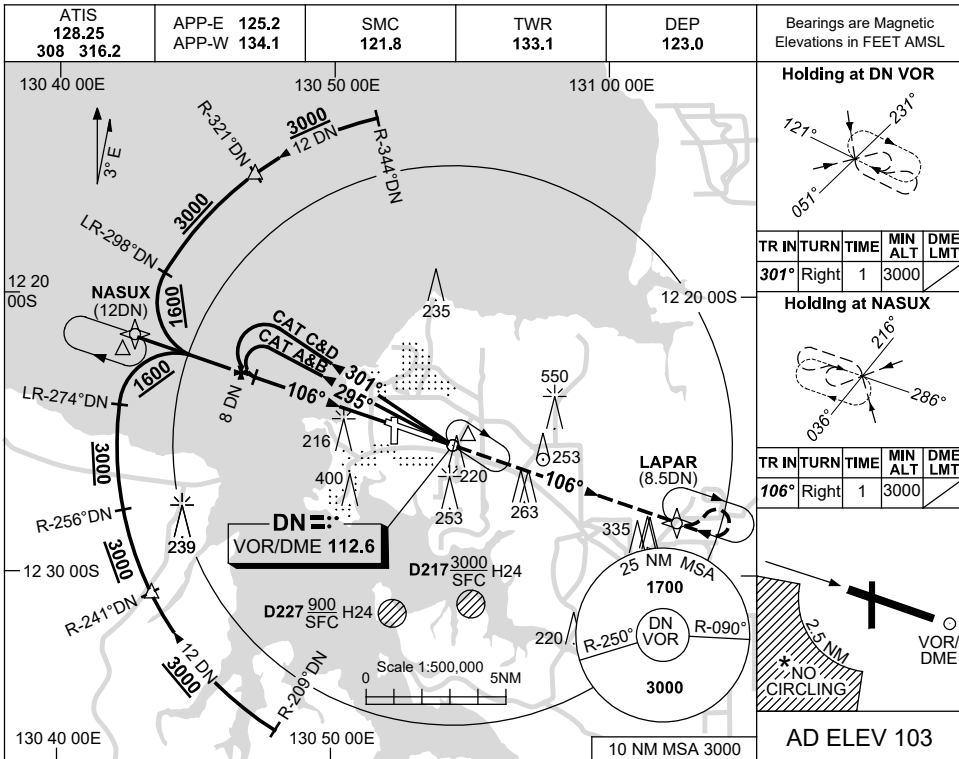 ATIS
128.25
308 316.2
APP-E 125.2
APP-W 134.1
SMC
121.8
TWR
133.1
DEP
123.0
Bearings are Magnetic
Elevations in FEET AMSL
130 40 00E
130 50 00E
131 00 00E
3° E
R-321°DN
3000
12 DN
R-344°DN
3000
LR-298°DN
12 20
00S
12 20 00S
NASUX
(12DN)
1600
1600
235
CAT C&D
301°
CAT A&B
295°
106°
8 DN
LR-274°DN
550
216
253
3000
400
220
106°
LAPAR
(8.5DN)
R-256°DN
DN
VOR/DME 112.6
253
263
335
239
3000
25 NM MSA
1700
12 30 00S
R-241°DN
D217 3000
SFC H24
D227 900
SFC H24
DN
VOR
R-250°
R-090°
220
3000
12 DN
3000
R-209°DN
Scale 1:500,000
0
5NM
130 40 00E
130 50 00E
10 NM MSA 3000
Holding at DN VOR
231°
121°
051°
TR IN TURN TIME MIN ALT DME LMT
301° Right 1 3000
Holding at NASUX
216°
286°
036°
TR IN TURN TIME MIN ALT DME LMT
106° Right 1 3000
2.5 NM
VOR/
DME
*NO
CIRCLING
AD ELEV 103